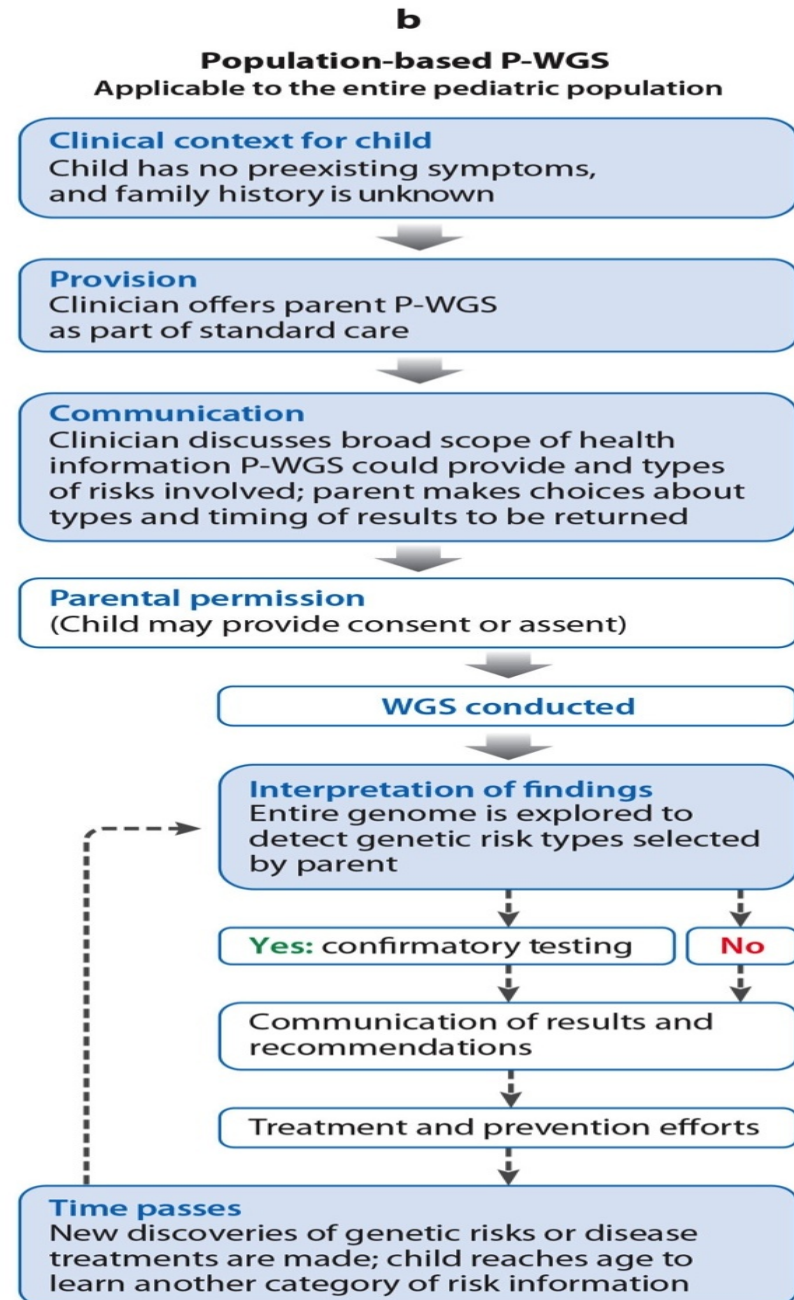 b
Population-based P-WGS
Applicable to the entire pediatric population
Clinical context for child
Child has no preexisting symptoms,
and family history is unknown
Provision
Clinician offers parent P-WGS
as part of standard care
Communication
Clinician discusses broad scope of health
information P-WGS could provide and types
of risks involved; parent makes choices about
types and timing of results to be returned
Parental permission
(Child may provide consent or assent)
WGS conducted
Interpretation of findings
Entire genome is explored to
detect genetic risk types selected
by parent
Yes: confirmatory testing
No
Communication of results and
recommendations
Treatment and prevention efforts
Time passes
New discoveries of genetic risks or disease
treatments are made; child reaches age to
learn another category of risk information